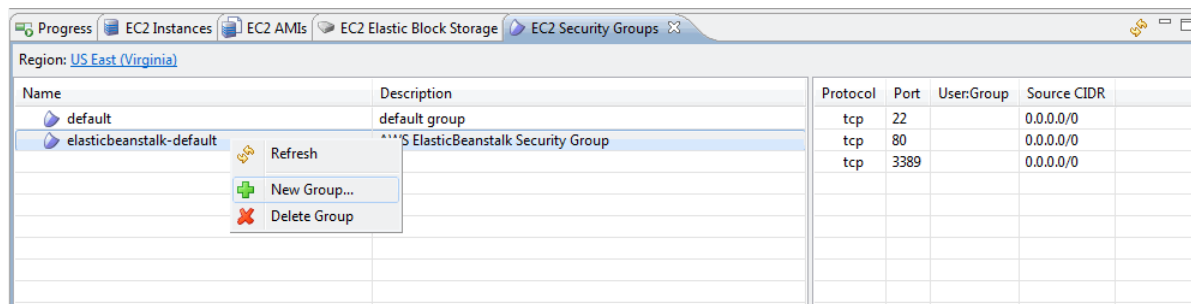 Progress EC2 Instances EC2 AMIs EC2 Elastic Block Storage EC2 Security Groups
Region: US East (Virginia)
Name Description Protocol Port User:Group Source CIDR
default default group tcp 22 0.0.0.0/0
elasticbeanstalk-default AWS ElasticBeanstalk Security Group tcp 80 0.0.0.0/0
Refresh tcp 3389 0.0.0.0/0
New Group...
Delete Group